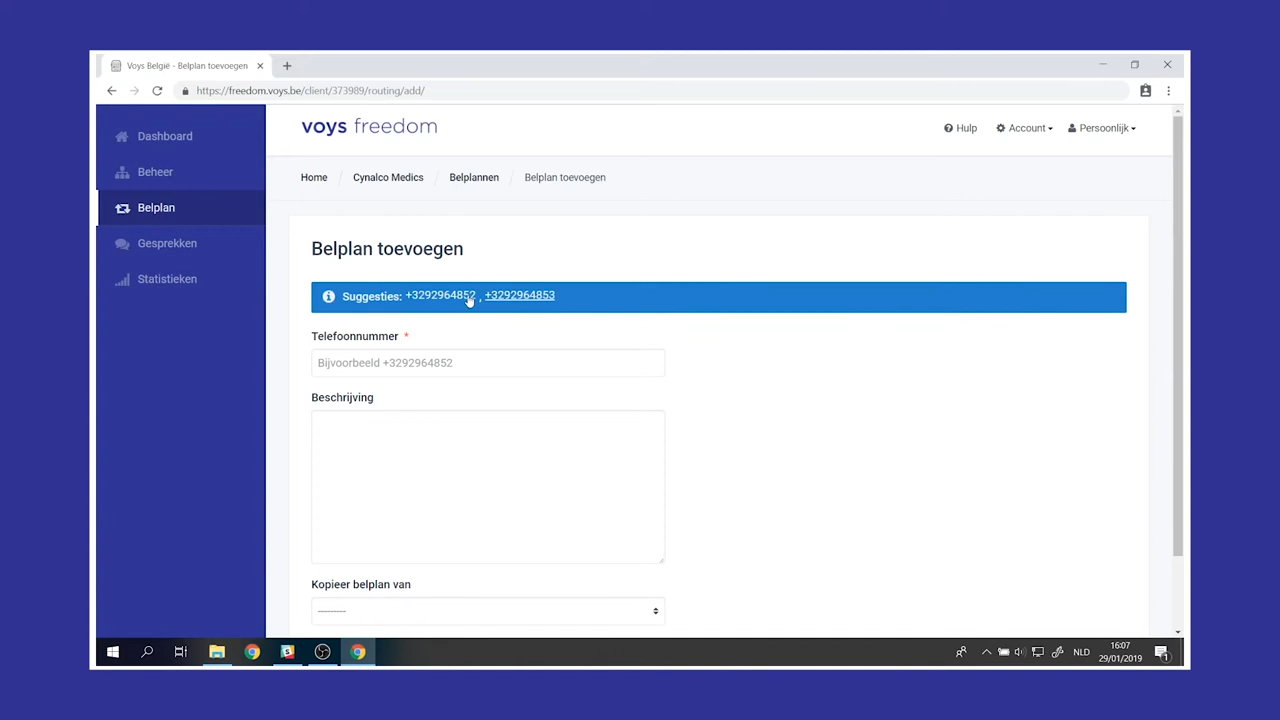 Voys België - Belplan toevoegen
https://freedom.voys.be/client/373989/routing/add/
Dashboard
Beheer
Belplan
Gesprekken
Statistieken
voys freedom
Hulp
Account
Persoonlijk
Home Cynalco Medics Belplannen Belplan toevoegen
Belplan toevoegen
Suggesties: +3292964852 , +3292964853
Telefoonnummer *
Bijvoorbeeld +3292964852
Beschrijving
Kopieer belplan van
---------
NLD
16:07
29/01/2019
1